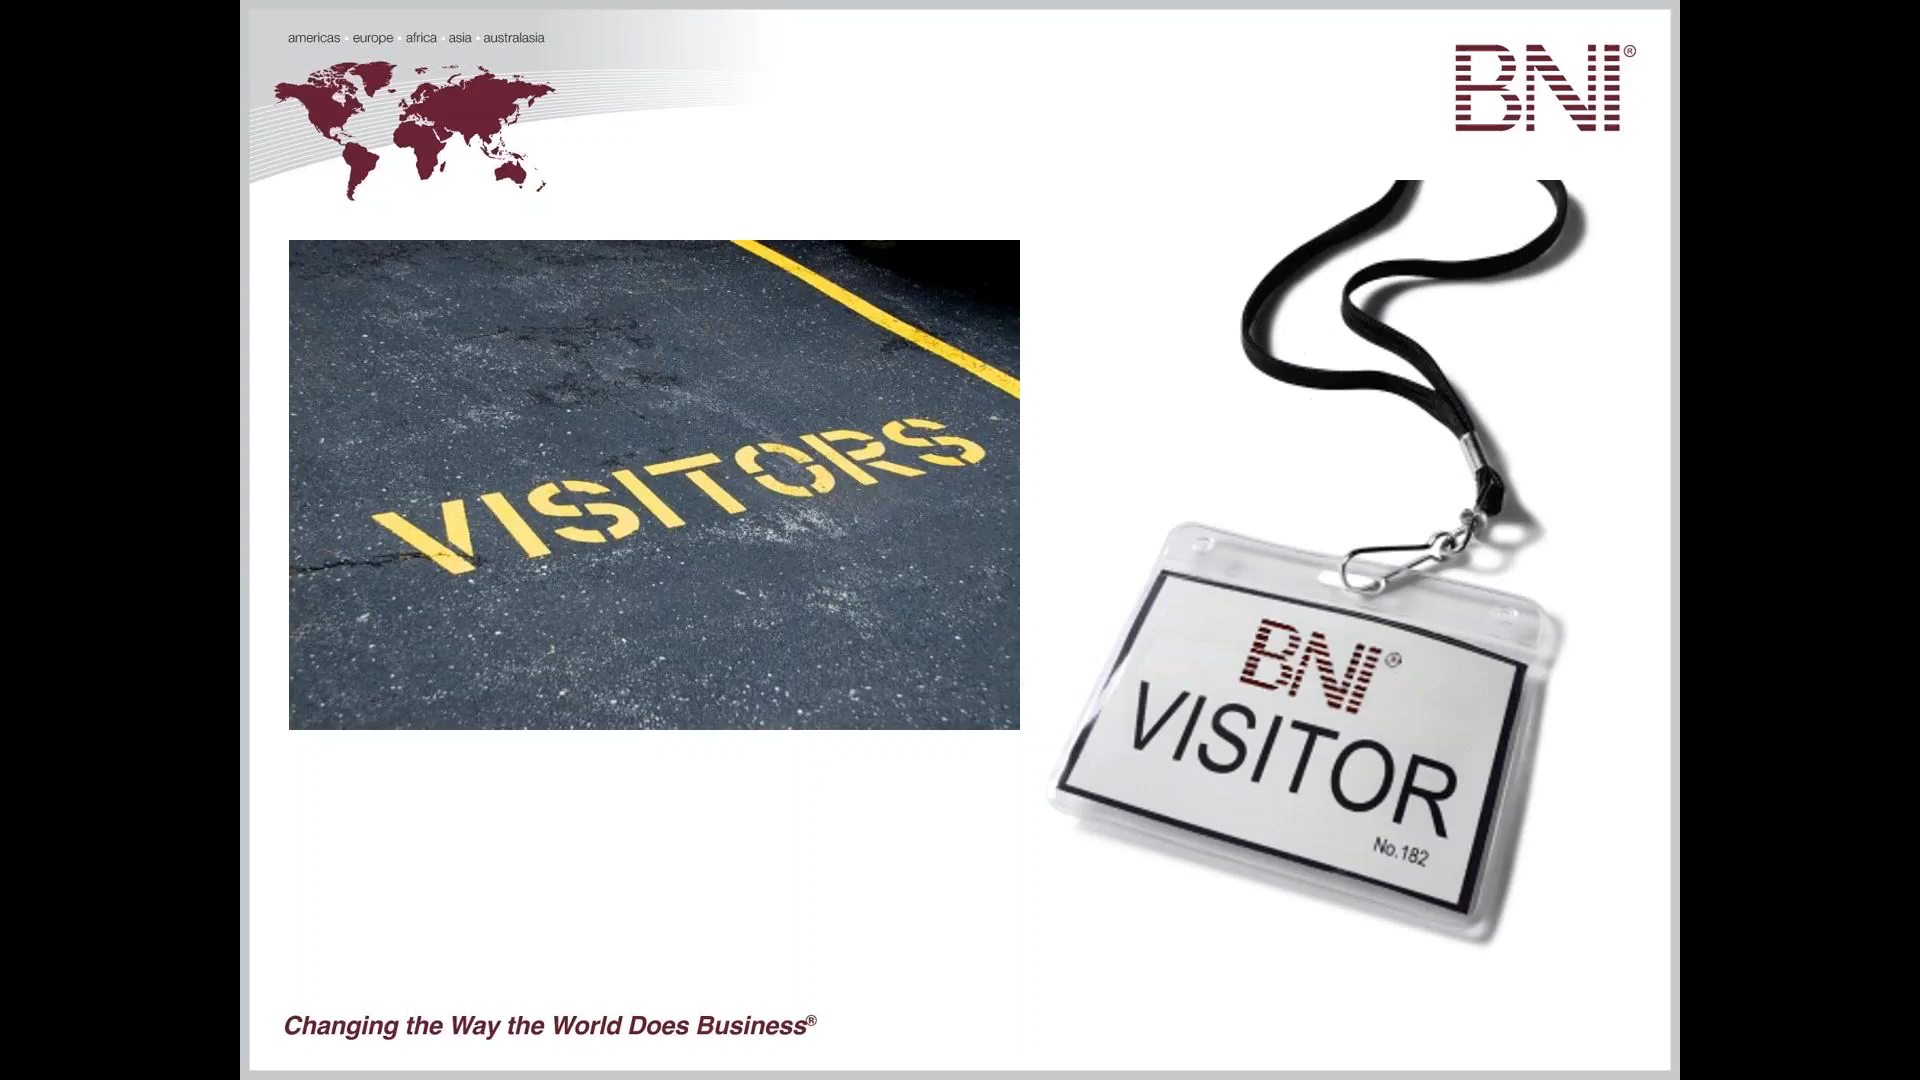 americas • europe • africa • asia • australasia
BNI®
VISITORS
BNI®
VISITOR
No.182
Changing the Way the World Does Business®